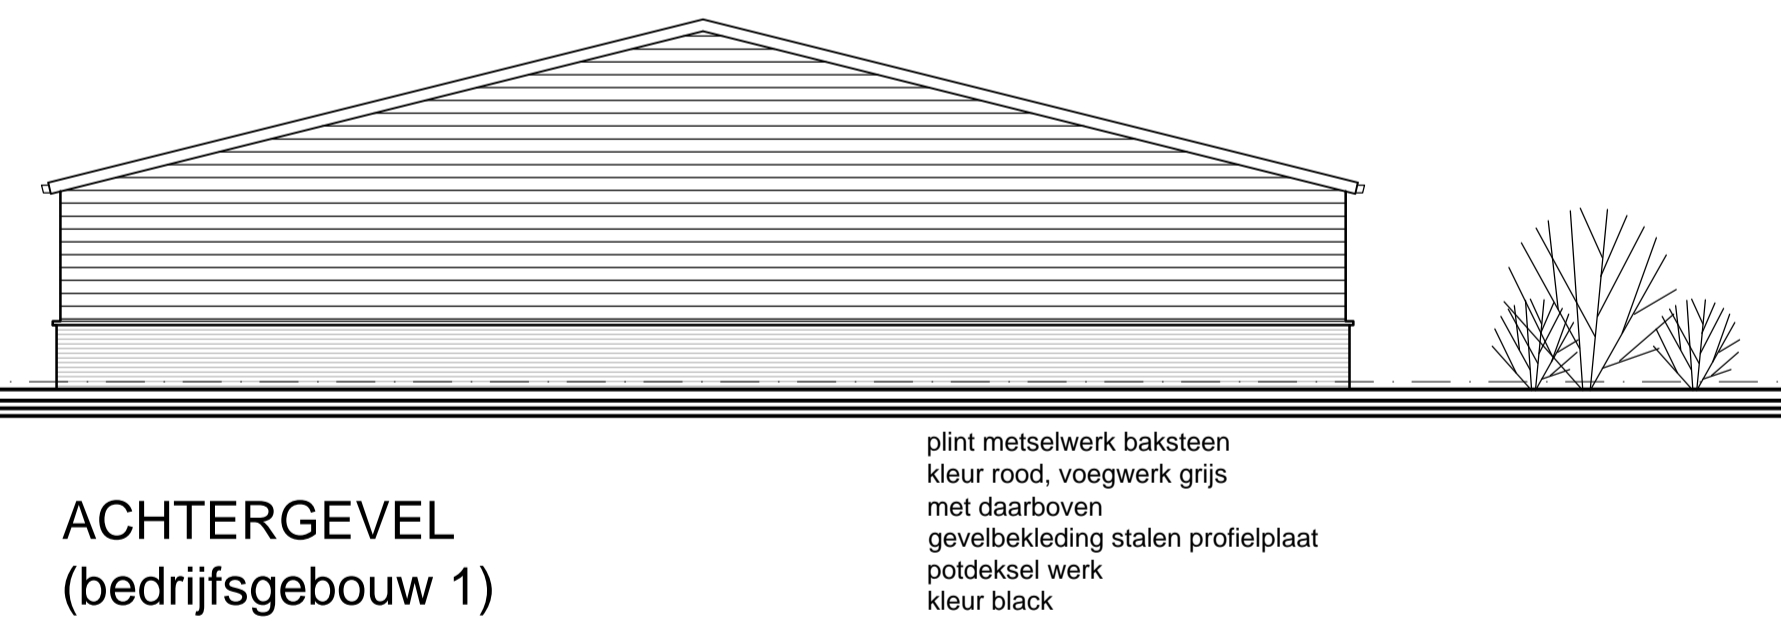 ACHTERGEVEL
(bedrijfsgebouw 1)
plint metselwerk baksteen
kleur rood, voegwerk grijs
met daarboven
gevelbekleding stalen profielplaat
potdeksel werk
kleur black